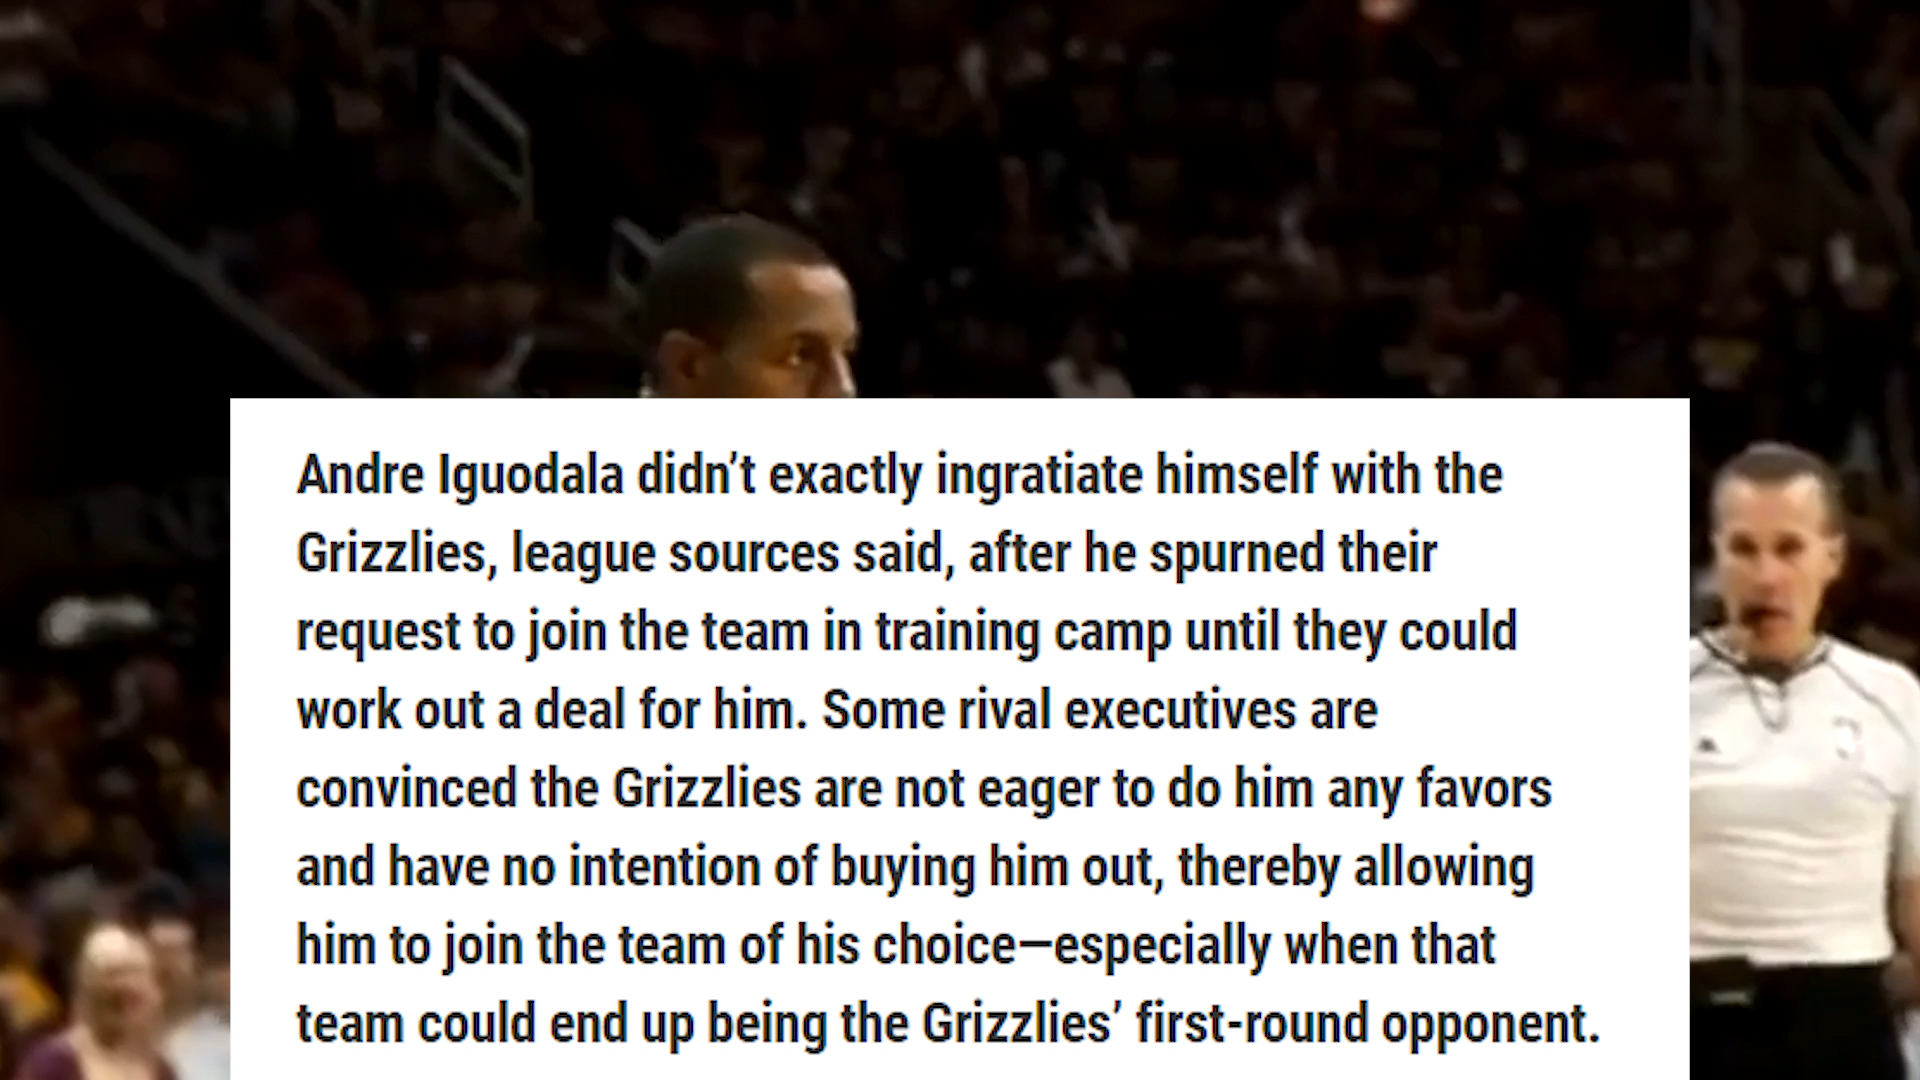 Andre Iguodala didn’t exactly ingratiate himself with the
Grizzlies, league sources said, after he spurned their
request to join the team in training camp until they could
work out a deal for him. Some rival executives are
convinced the Grizzlies are not eager to do him any favors
and have no intention of buying him out, thereby allowing
him to join the team of his choice—especially when that
team could end up being the Grizzlies’ first-round opponent.